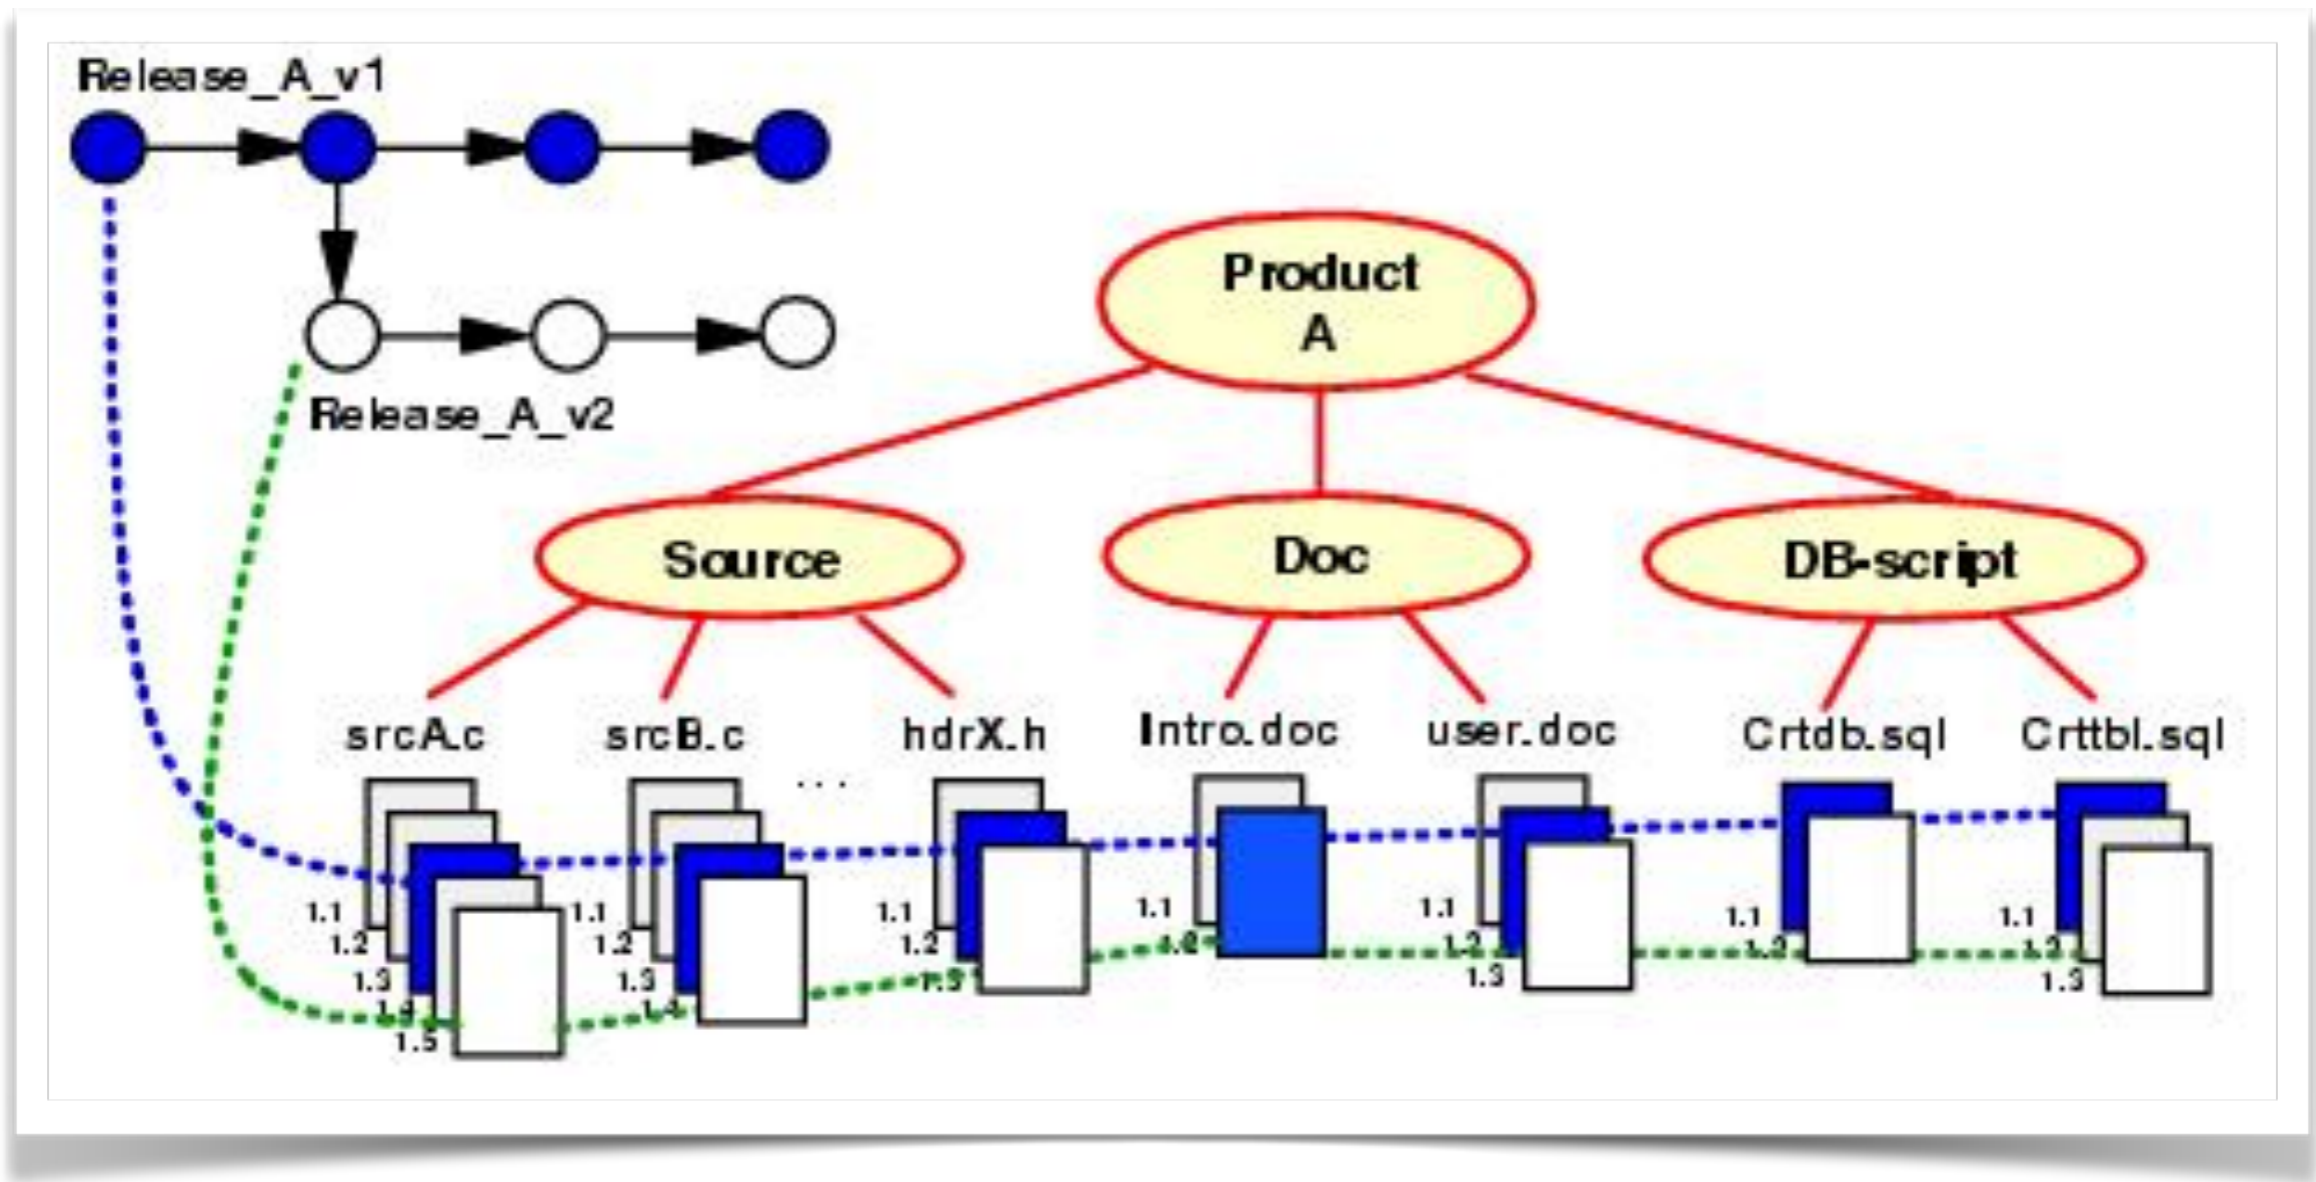 Release_A_v1
Release_A_v2
Product
A
Source
Doc
DB-script
srcA.c
srcB.c
...
hdrX.h
Intro.doc
user.doc
Crtdb.sql
Crttbl.sql
1.1
1.2
1.3
1.4
1.5
1.1
1.2
1.3
1.4
1.1
1.2
1.3
1.1
1.2
1.1
1.2
1.3
1.1
1.2
1.1
1.2
1.3